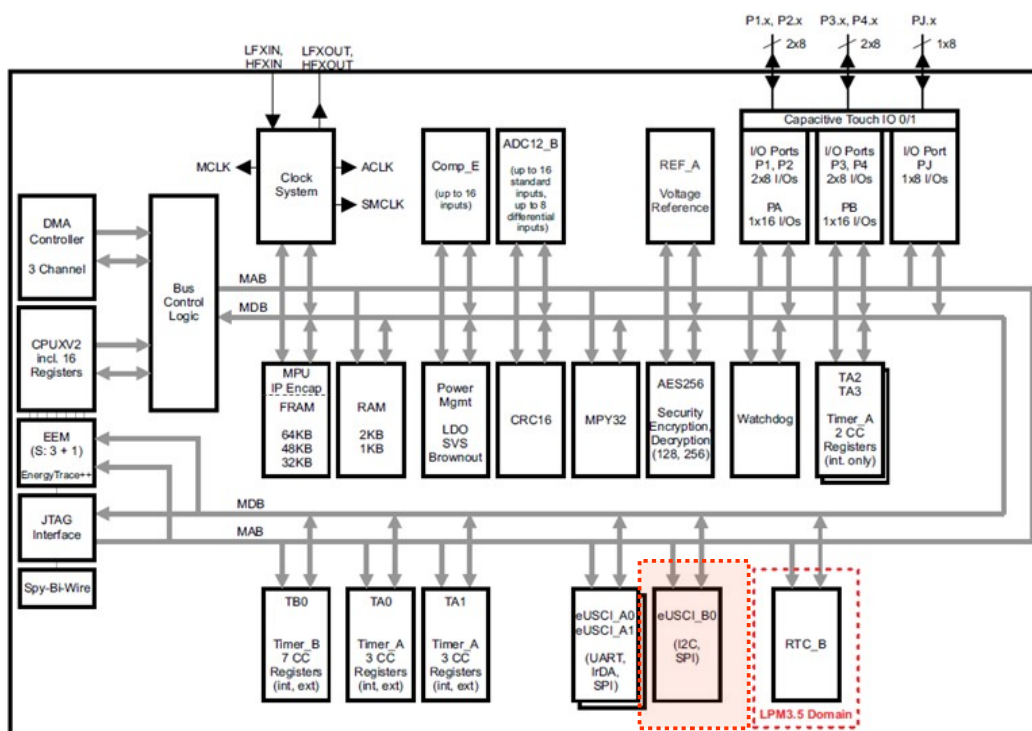 P1.x, P2.x
P3.x, P4.x
PJ.x
2x8
2x8
1x8
LFXIN,
HFXIN
LFXOUT,
HFXOUT
Capacitive Touch IO 0/1
MCLK
Clock
System
ACLK
SMCLK
Comp_E
(up to 16
inputs)
ADC12_B
(up to 16
standard
inputs,
up to 8
differential
inputs)
REF_A
Voltage
Reference
I/O Ports
P1, P2
2x8 I/Os
PA
1x16 I/Os
I/O Ports
P3, P4
2x8 I/Os
PB
1x16 I/Os
I/O Port
PJ
1x8 I/Os
DMA
Controller
3 Channel
Bus
Control
Logic
MAB
MDB
CPUXV2
incl. 16
Registers
MPU
IP Encap
FRAM
64KB
48KB
32KB
RAM
2KB
1KB
Power
Mgmt
LDO
SVS
Brownout
CRC16
MPY32
AES256
Security
Encryption,
Decryption
(128, 256)
Watchdog
TA2
TA3
Timer_A
2 CC
Registers
(int. only)
EEM
(S: 3 + 1)
EnergyTrace++
MDB
JTAG
Interface
MAB
Spy-Bi-Wire
TB0
Timer_B
7 CC
Registers
(int, ext)
TA0
Timer_A
3 CC
Registers
(int, ext)
TA1
Timer_A
3 CC
Registers
(int, ext)
eUSCI_A0
eUSCI_A1
(UART,
IrDA,
SPI)
eUSCI_B0
(I2C,
SPI)
RTC_B
LPM3.5 Domain